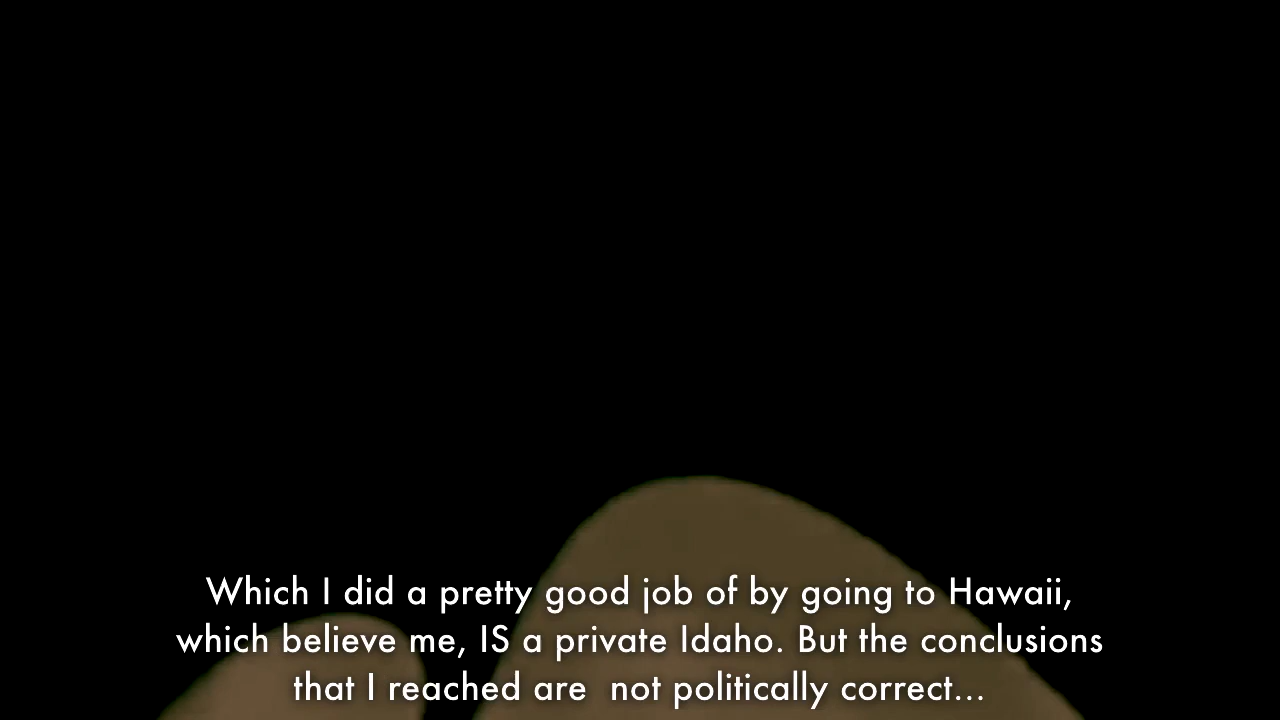 Which I did a pretty good job of by going to Hawaii,
which believe me, IS a private Idaho. But the conclusions
that I reached are  not politically correct...